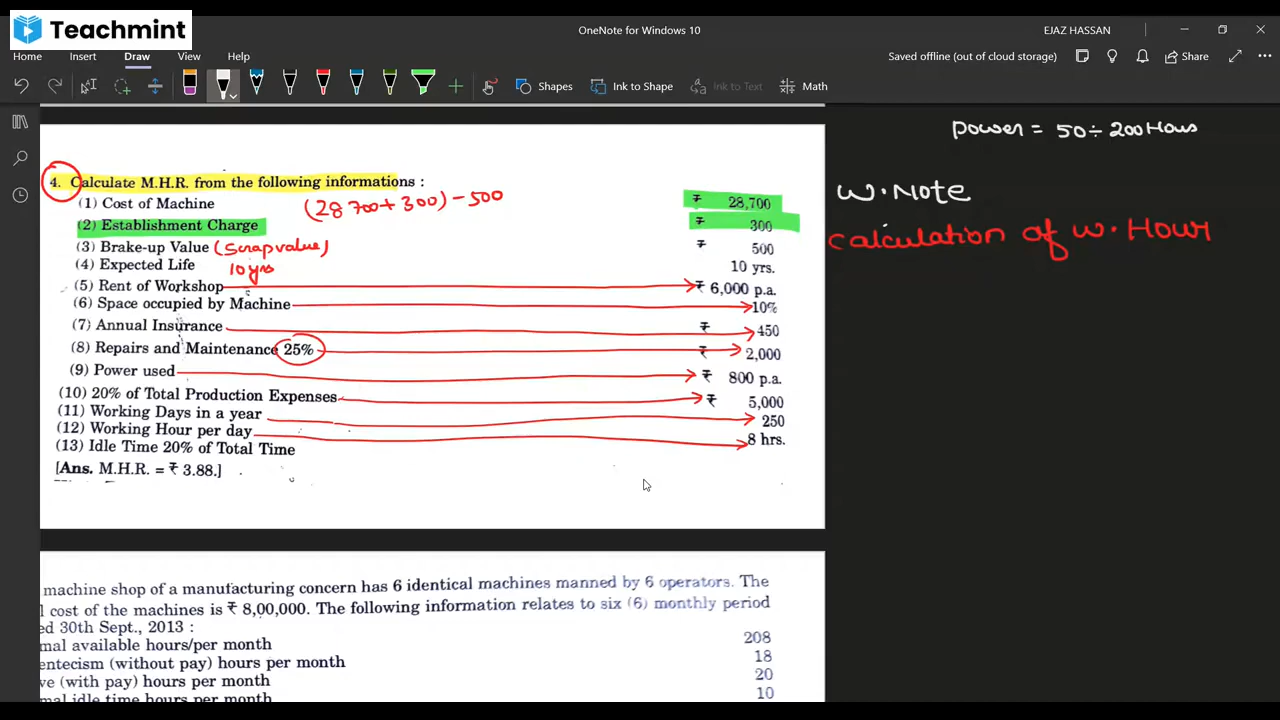 Teachmint
OneNote for Windows 10
EJAZ HASSAN
Home Insert Draw View Help
Saved offline (out of cloud storage) Share
Shapes Ink to Shape Ink to Text Math
power = 50 ÷ 200 Hours
W.Note
calculation of W.Hour
4. Calculate M.H.R. from the following informations :
(1) Cost of Machine ₹ 28,700
(28700 + 300) - 500
(2) Establishment Charge ₹ 300
(3) Brake-up Value (Scrap value) ₹ 500
(4) Expected Life 10 yrs.
10 yrs
(5) Rent of Workshop ₹ 6,000 p.a.
(6) Space occupied by Machine 10%
(7) Annual Insurance ₹ 450
(8) Repairs and Maintenance 25% ₹ 2,000
(9) Power used ₹ 800 p.a.
(10) 20% of Total Production Expenses ₹ 5,000
(11) Working Days in a year 250
(12) Working Hour per day 8 hrs.
(13) Idle Time 20% of Total Time
[Ans. M.H.R. = ₹ 3.88.]
machine shop of a manufacturing concern has 6 identical machines manned by 6 operators. The
l cost of the machines is ₹ 8,00,000. The following information relates to six (6) monthly period
ed 30th Sept., 2013 :
mal available hours/per month 208
entecism (without pay) hours per month 18
ve (with pay) hours per month 20
mal idle time hours per month 10